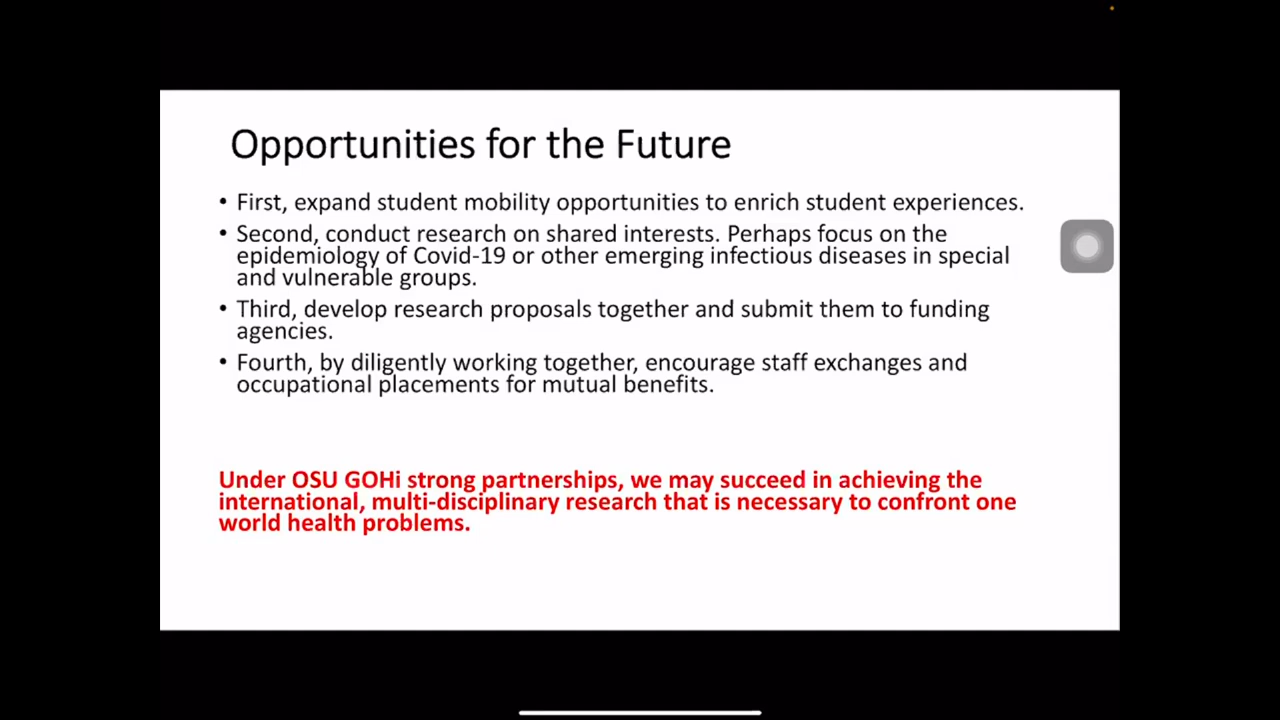 Opportunities for the Future
• First, expand student mobility opportunities to enrich student experiences.
• Second, conduct research on shared interests. Perhaps focus on the
epidemiology of Covid-19 or other emerging infectious diseases in special
and vulnerable groups.
• Third, develop research proposals together and submit them to funding
agencies.
• Fourth, by diligently working together, encourage staff exchanges and
occupational placements for mutual benefits.
Under OSU GOHi strong partnerships, we may succeed in achieving the
international, multi-disciplinary research that is necessary to confront one
world health problems.